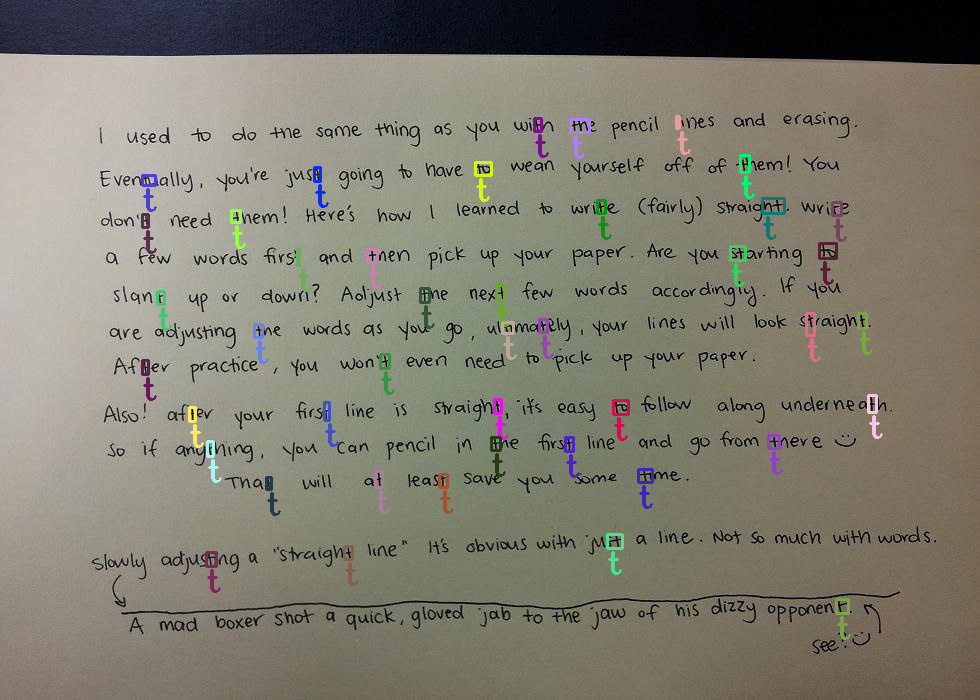 I used to do the same thing as you with the pencil lines and erasing.
Eventually, you're just going to have to wean yourself off of them! You
don't need them! Here's how I learned to write (fairly) straight. Write
a few words first and then pick up your paper. Are you starting to
slant up or down? Adjust the next few words accordingly. If you
are adjusting the words as you go, ultimately, your lines will look straight.
After practice, you won't even need to pick up your paper.
Also! after your first line is straight, it's easy to follow along underneath.
so if anything, you can pencil in the first line and go from there :)
That will at least save you some time.
slowly adjusting a "straight line" It's obvious with just a line. Not so much with words.
A mad boxer shot a quick, gloved jab to the jaw of his dizzy opponent.
see! :)